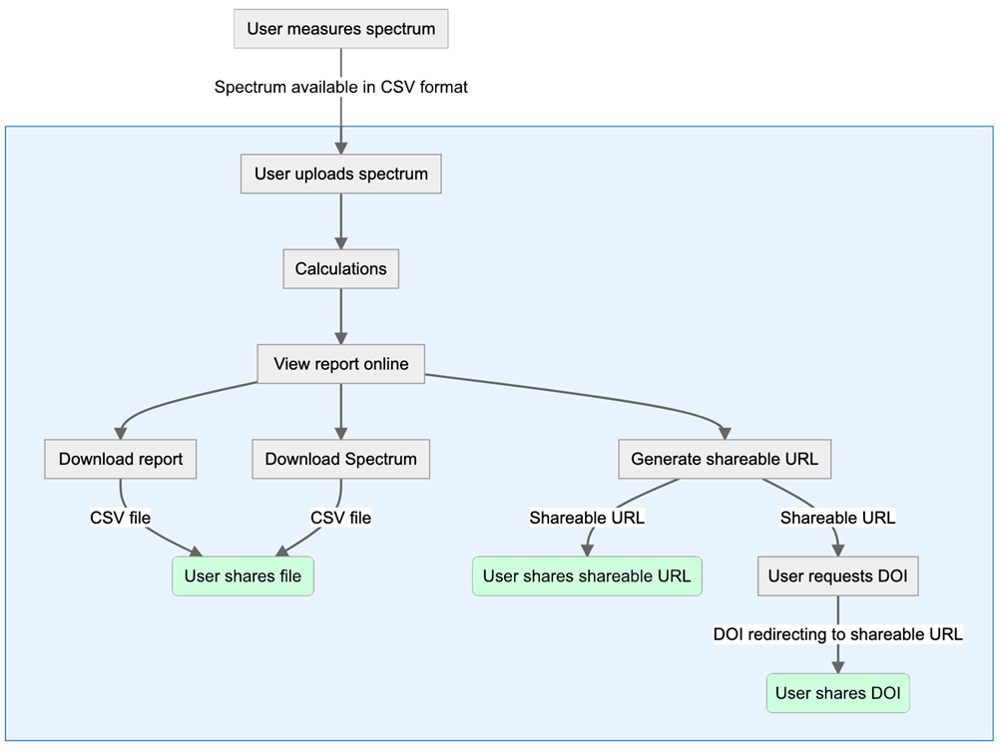 User measures spectrum
Spectrum available in CSV format
User uploads spectrum
Calculations
View report online
Download report
Download Spectrum
Generate shareable URL
CSV file
CSV file
Shareable URL
Shareable URL
User shares file
User shares shareable URL
User requests DOI
DOI redirecting to shareable URL
User shares DOI